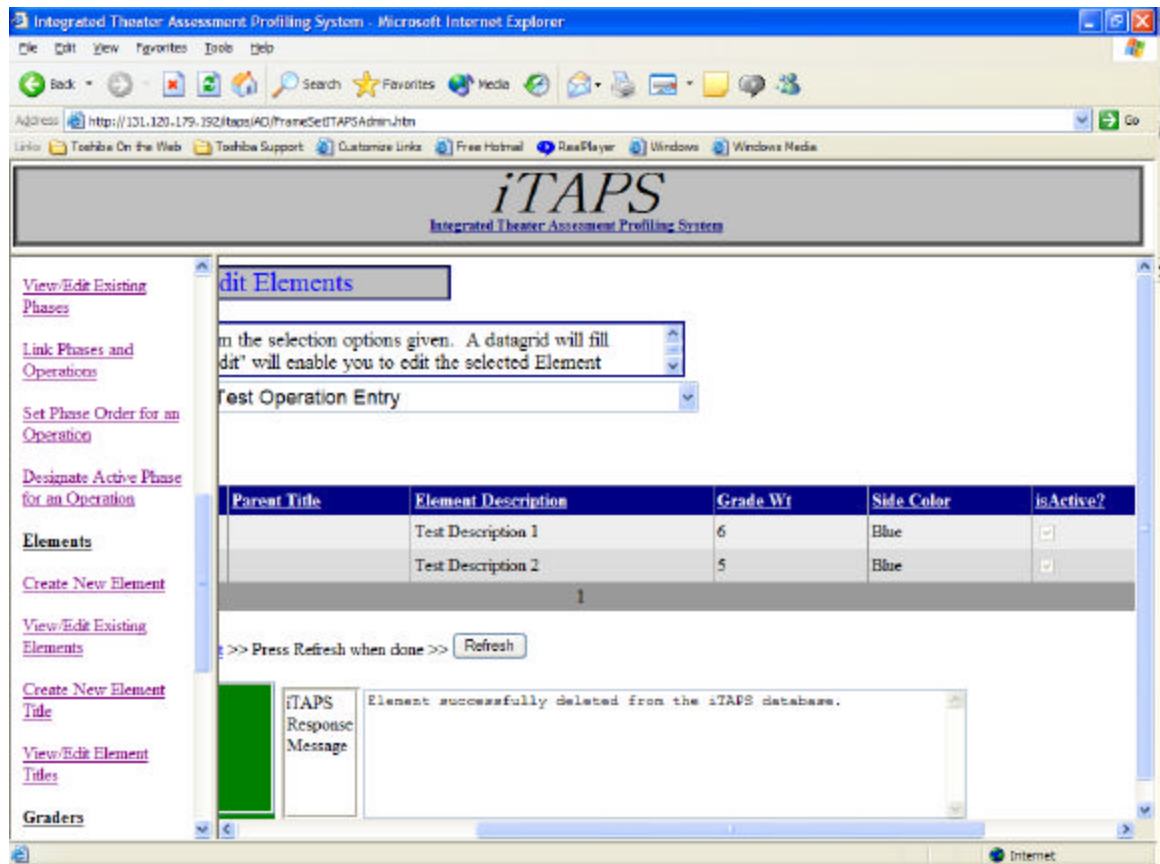 Integrated Theater Assessment Profiling System - Microsoft Internet Explorer
File Edit View Favorites Tools Help
Back Search Favorites Media
Address http://131.120.179.192/itaps/AO/FrameSetITAPSAdmin.htm Go
Links Toshiba On the Web Toshiba Support Customize Links Free Hotmail RealPlayer Windows Windows Media
iTAPS
Integrated Theater Assessment Profiling System
View/Edit Existing
Phases
Link Phases and
Operations
Set Phase Order for an
Operation
Designate Active Phase
for an Operation
Elements
Create New Element
View/Edit Existing
Elements
Create New Element
Title
View/Edit Element
Titles
Graders
dit Elements
m the selection options given. A datagrid will fill
dit" will enable you to edit the selected Element
Test Operation Entry
Parent Title Element Description Grade Wt Side Color isActive?
Test Description 1 6 Blue
Test Description 2 5 Blue
1
>> Press Refresh when done >> Refresh
iTAPS
Response
Message
Element successfully deleted from the iTAPS database.
Internet